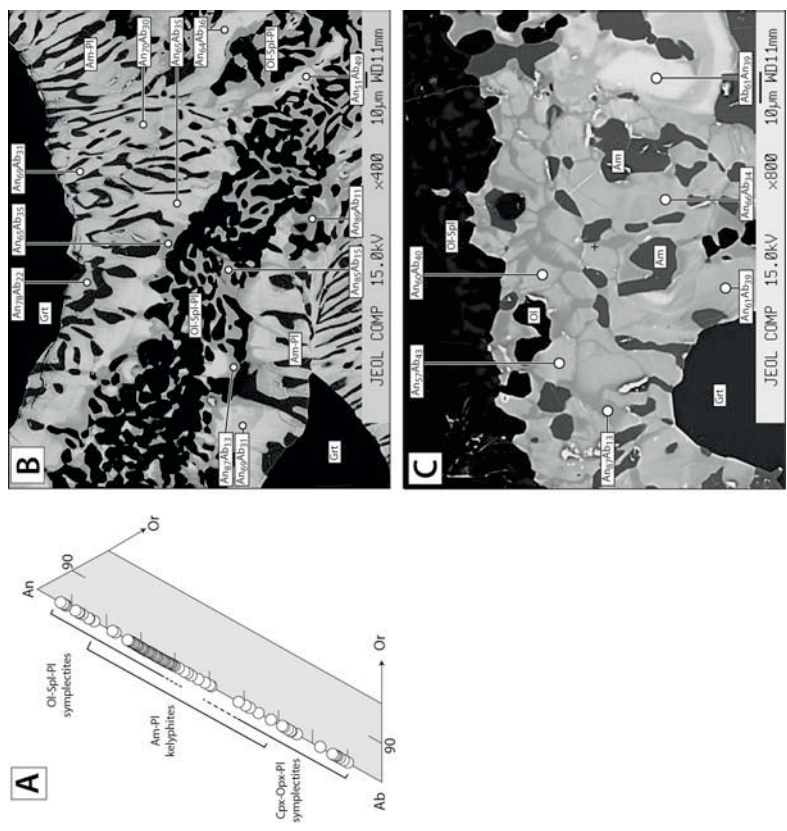 A
An
90
Or
Ol-Spl-Pl
symplectites
Am-Pl
kelyphites
Cpx-Opx-Pl
symplectites
Ab
90
Or
B
Grt
An₇₈Ab₂₂
An₆₅Ab₃₅
An₆₉Ab₃₁
Am-Pl
An₇₀Ab₃₀
An₆₅Ab₃₅
An₆₄Ab₃₆
Ol-Spl-Pl
Ol-Spl-Pl
An₈₇Ab₁₃
An₆₉Ab₃₁
Grt
Am-Pl
An₈₅Ab₁₅
An₈₉Ab₁₁
An₅₁Ab₄₉
JEOL COMP 15.0kV ×400 10µm WD11mm
C
Ol-Spl
An₅₇Ab₄₃
Ol
An₆₀Ab₄₀
Am
Am
An₈₇Ab₁₃
Grt
An₆₁Ab₃₉
An₆₆Ab₃₄
Ab₆₁An₃₉
JEOL COMP 15.0kV ×800 10µm WD11mm